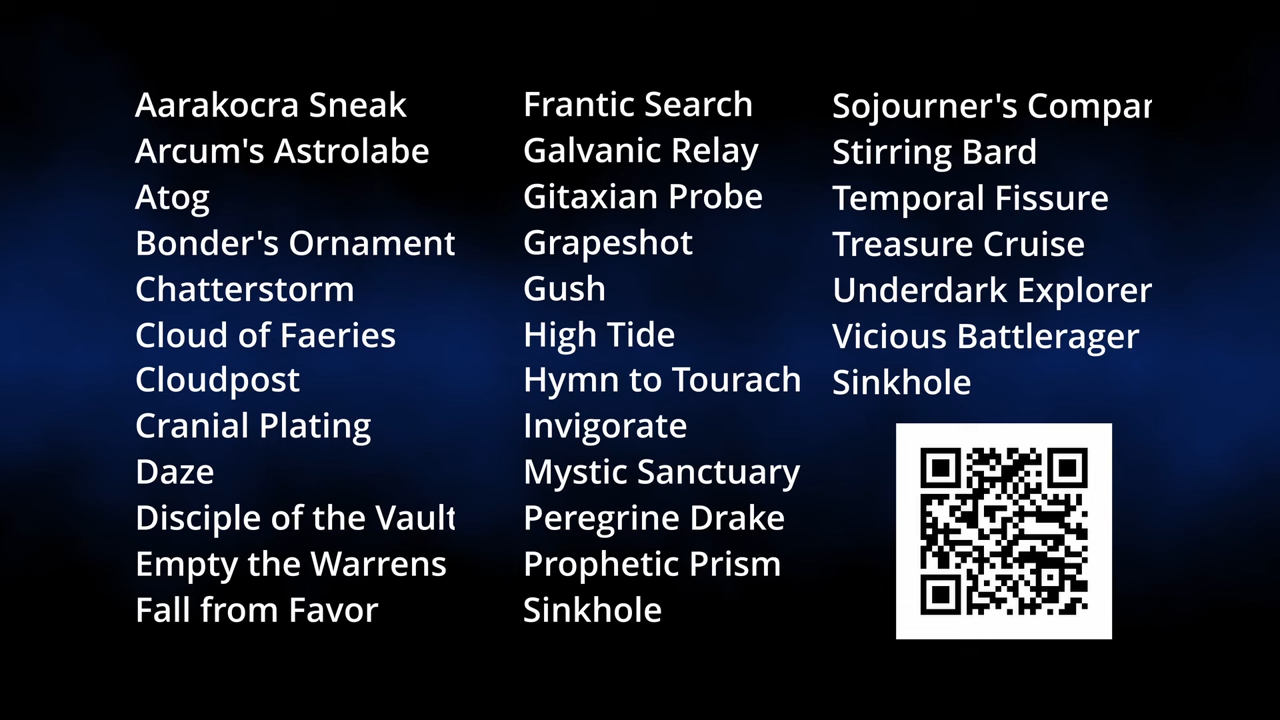 Aarakocra Sneak
Arcum's Astrolabe
Atog
Bonder's Ornament
Chatterstorm
Cloud of Faeries
Cloudpost
Cranial Plating
Daze
Disciple of the Vault
Empty the Warrens
Fall from Favor
Frantic Search
Galvanic Relay
Gitaxian Probe
Grapeshot
Gush
High Tide
Hymn to Tourach
Invigorate
Mystic Sanctuary
Peregrine Drake
Prophetic Prism
Sinkhole
Sojourner's Compar
Stirring Bard
Temporal Fissure
Treasure Cruise
Underdark Explorer
Vicious Battlerager
Sinkhole